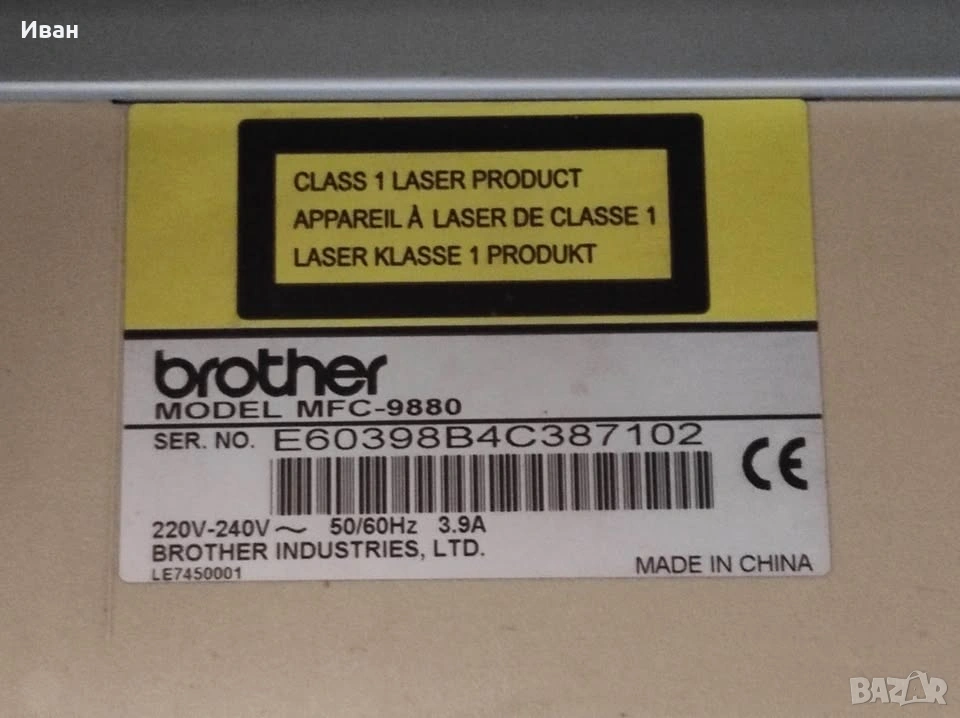 Иван
CLASS 1 LASER PRODUCT
APPAREIL À LASER DE CLASSE 1
LASER KLASSE 1 PRODUKT
brother
MODEL MFC-9880
SER. NO. E60398B4C387102
CE
220V-240V ~ 50/60Hz 3.9A
BROTHER INDUSTRIES, LTD.
LE7450001
MADE IN CHINA
BAZAR